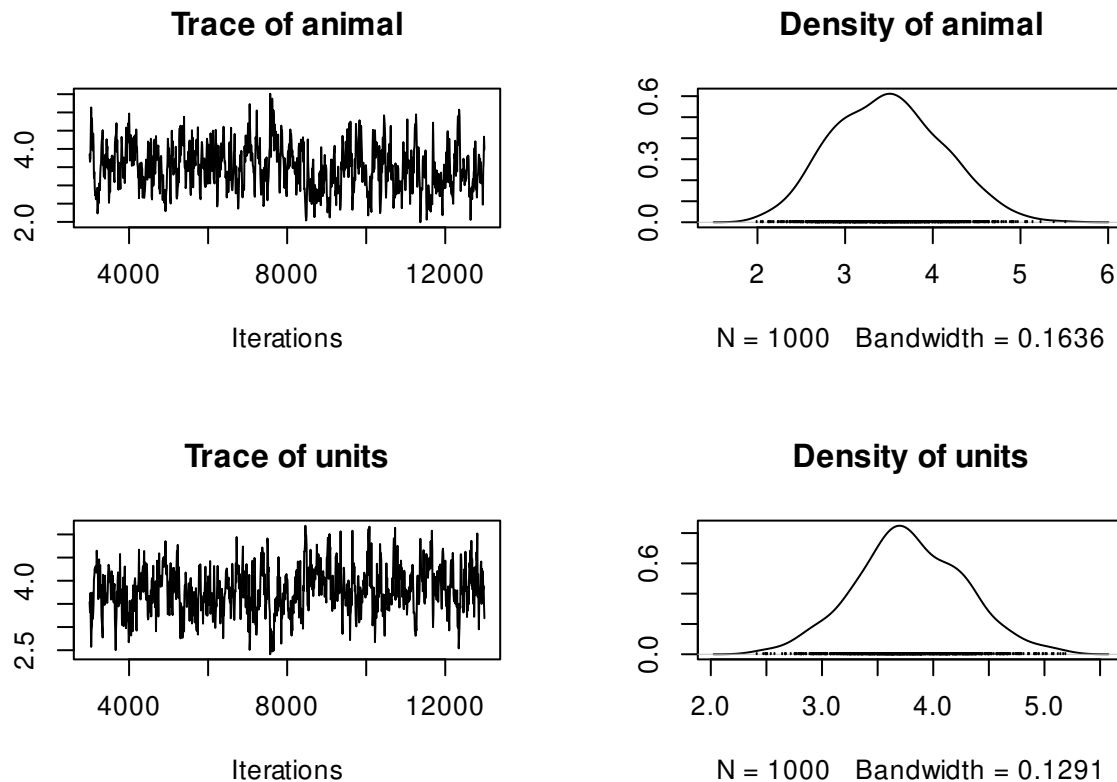 Trace of animal
2.0 4.0
4000 8000 12000
Iterations
Density of animal
0.0 0.3 0.6
2 3 4 5 6
N = 1000 Bandwidth = 0.1636
Trace of units
2.5 4.0
4000 8000 12000
Iterations
Density of units
0.0 0.6
2.0 3.0 4.0 5.0
N = 1000 Bandwidth = 0.1291